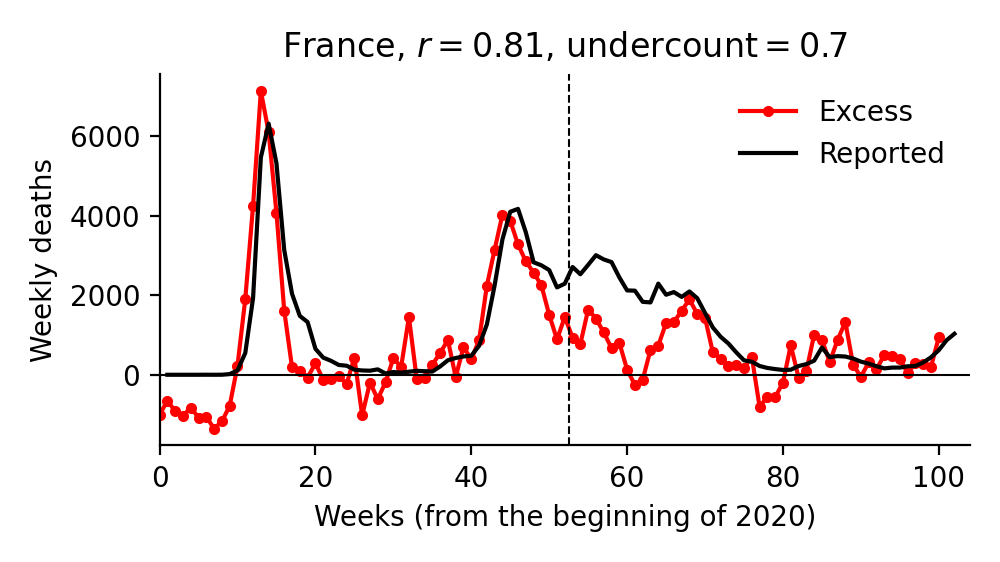 France, r = 0.81, undercount = 0.7
Excess
Reported
Weekly deaths
6000
4000
2000
0
0 20 40 60 80 100
Weeks (from the beginning of 2020)